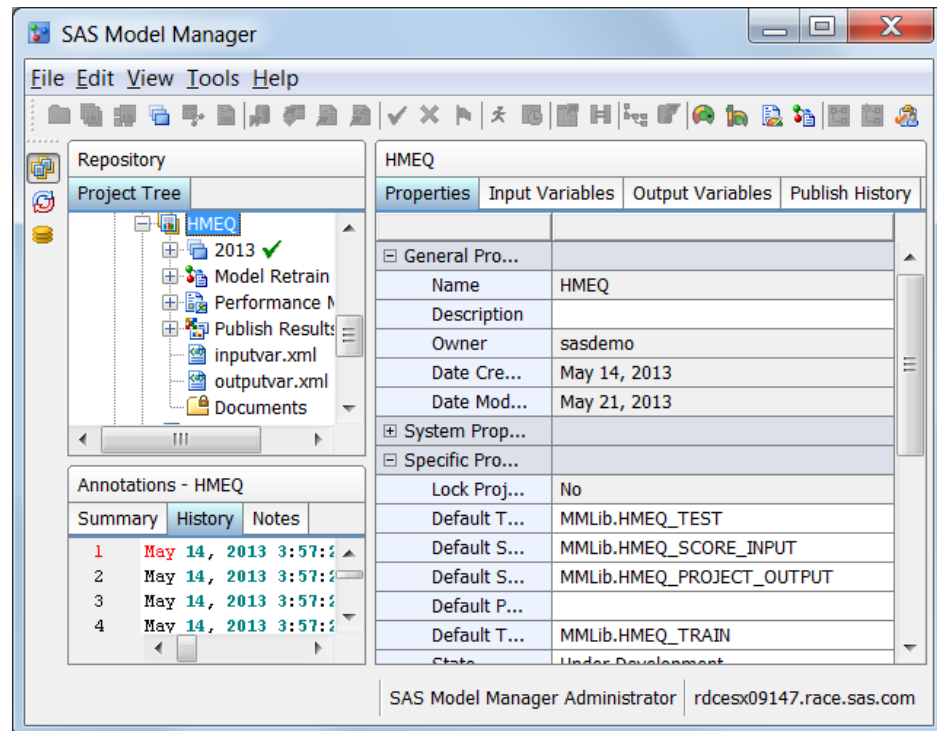 SAS Model Manager
File Edit View Tools Help
Repository
Project Tree
HMEQ
2013
Model Retrain
Performance M
Publish Results
inputvar.xml
outputvar.xml
Documents
Annotations - HMEQ
Summary History Notes
1 May 14, 2013 3:57:2
2 May 14, 2013 3:57:2
3 May 14, 2013 3:57:2
4 May 14, 2013 3:57:2
HMEQ
Properties Input Variables Output Variables Publish History
General Pro...
Name HMEQ
Description
Owner sasdemo
Date Cre... May 14, 2013
Date Mod... May 21, 2013
System Prop...
Specific Pro...
Lock Proj... No
Default T... MMLib.HMEQ_TEST
Default S... MMLib.HMEQ_SCORE_INPUT
Default S... MMLib.HMEQ_PROJECT_OUTPUT
Default P...
Default T... MMLib.HMEQ_TRAIN
State Under Development
SAS Model Manager Administrator rdcesx09147.race.sas.com